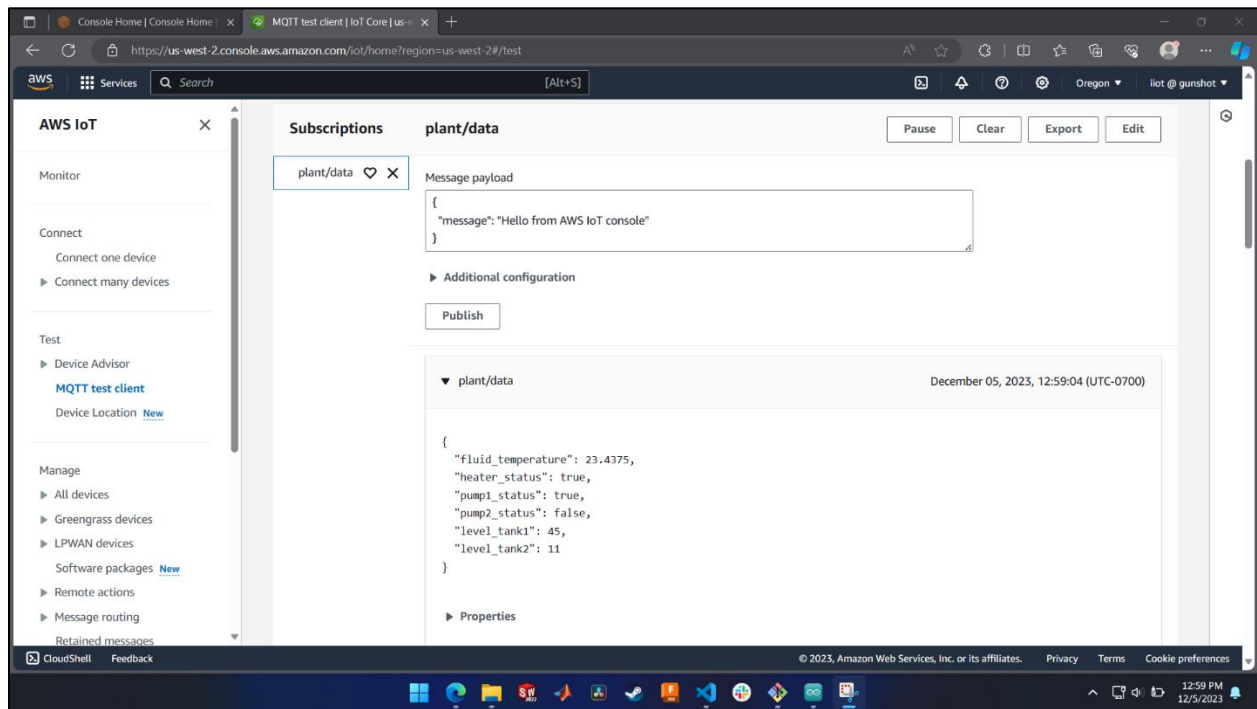 Console Home | Console Home |
MQTT test client | IoT Core | us-w
https://us-west-2.console.aws.amazon.com/iot/home?region=us-west-2#/test
aws
Services
Search
[Alt+S]
Oregon
iiot @ gunshot
AWS IoT
Monitor
Connect
Connect one device
Connect many devices
Test
Device Advisor
MQTT test client
Device Location New
Manage
All devices
Greengrass devices
LPWAN devices
Software packages New
Remote actions
Message routing
Retained messages
Subscriptions
plant/data
plant/data
Pause
Clear
Export
Edit
Message payload
{
"message": "Hello from AWS IoT console"
}
Additional configuration
Publish
plant/data
December 05, 2023, 12:59:04 (UTC-0700)
{
"fluid_temperature": 23.4375,
"heater_status": true,
"pump1_status": true,
"pump2_status": false,
"level_tank1": 45,
"level_tank2": 11
}
Properties
CloudShell
Feedback
© 2023, Amazon Web Services, Inc. or its affiliates.
Privacy
Terms
Cookie preferences
12:59 PM
12/5/2023